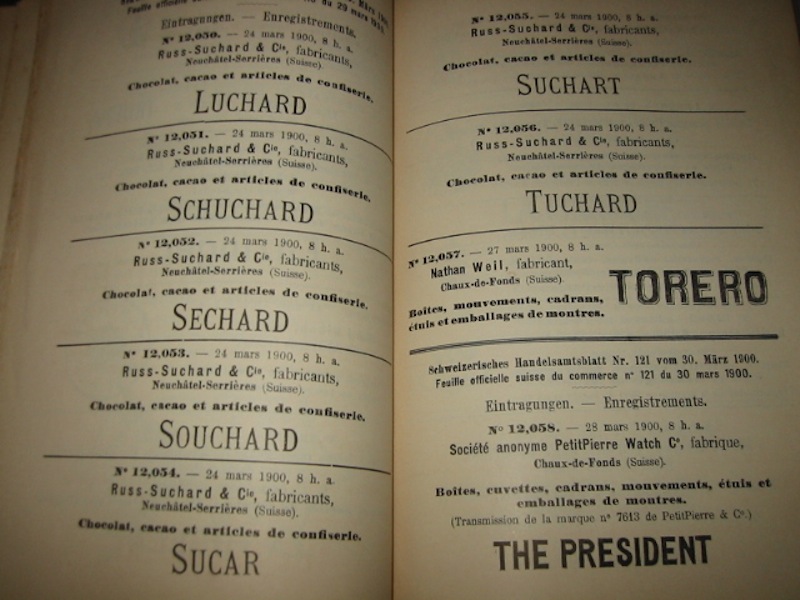 Feuille officielle
du 29 mars
Eintragungen. — Enregistrements.
Nº 12,050. — 24 mars 1900, 8 h. a.
Russ-Suchard & Cie, fabricants,
Neuchâtel-Serrières (Suisse).
Chocolat, cacao et articles de confiserie.
LUCHARD
Nº 12,051. — 24 mars 1900, 8 h. a.
Russ-Suchard & Cie, fabricants,
Neuchâtel-Serrières (Suisse).
Chocolat, cacao et articles de confiserie.
SCHUCHARD
Nº 12,052. — 24 mars 1900, 8 h. a.
Russ-Suchard & Cie, fabricants,
Neuchâtel-Serrières (Suisse).
Chocolat, cacao et articles de confiserie.
SECHARD
Nº 12,053. — 24 mars 1900, 8 h. a.
Russ-Suchard & Cie, fabricants,
Neuchâtel-Serrières (Suisse).
Chocolat, cacao et articles de confiserie.
SOUCHARD
Nº 12,054. — 24 mars 1900, 8 h. a.
Russ-Suchard & Cie, fabricants,
Neuchâtel-Serrières (Suisse).
Chocolat, cacao et articles de confiserie.
SUCAR
Nº 12,055. — 24 mars 1900, 8 h. a.
Russ-Suchard & Cie, fabricants,
Neuchâtel-Serrières (Suisse).
Chocolat, cacao et articles de confiserie.
SUCHART
Nº 12,056. — 24 mars 1900, 8 h. a.
Russ-Suchard & Cie, fabricants,
Neuchâtel-Serrières (Suisse).
Chocolat, cacao et articles de confiserie.
TUCHARD
Nº 12,057. — 27 mars 1900, 8 h. a.
Nathan Weil, fabricant,
Chaux-de-Fonds (Suisse).
Boîtes, mouvements, cadrans,
étuis et emballages de montres.
TORERO
Schweizerisches Handelsamtsblatt Nr. 121 vom 30. März 1900.
Feuille officielle suisse du commerce nº 121 du 30 mars 1900.
Eintragungen. — Enregistrements.
Nº 12,058. — 28 mars 1900, 8 h. a.
Société anonyme PetitPierre Watch Cº, fabrique,
Chaux-de-Fonds (Suisse).
Boîtes, cuvettes, cadrans, mouvements, étuis et
emballages de montres.
(Transmission de la marque nº 7613 de PetitPierre & Cº.)
THE PRESIDENT